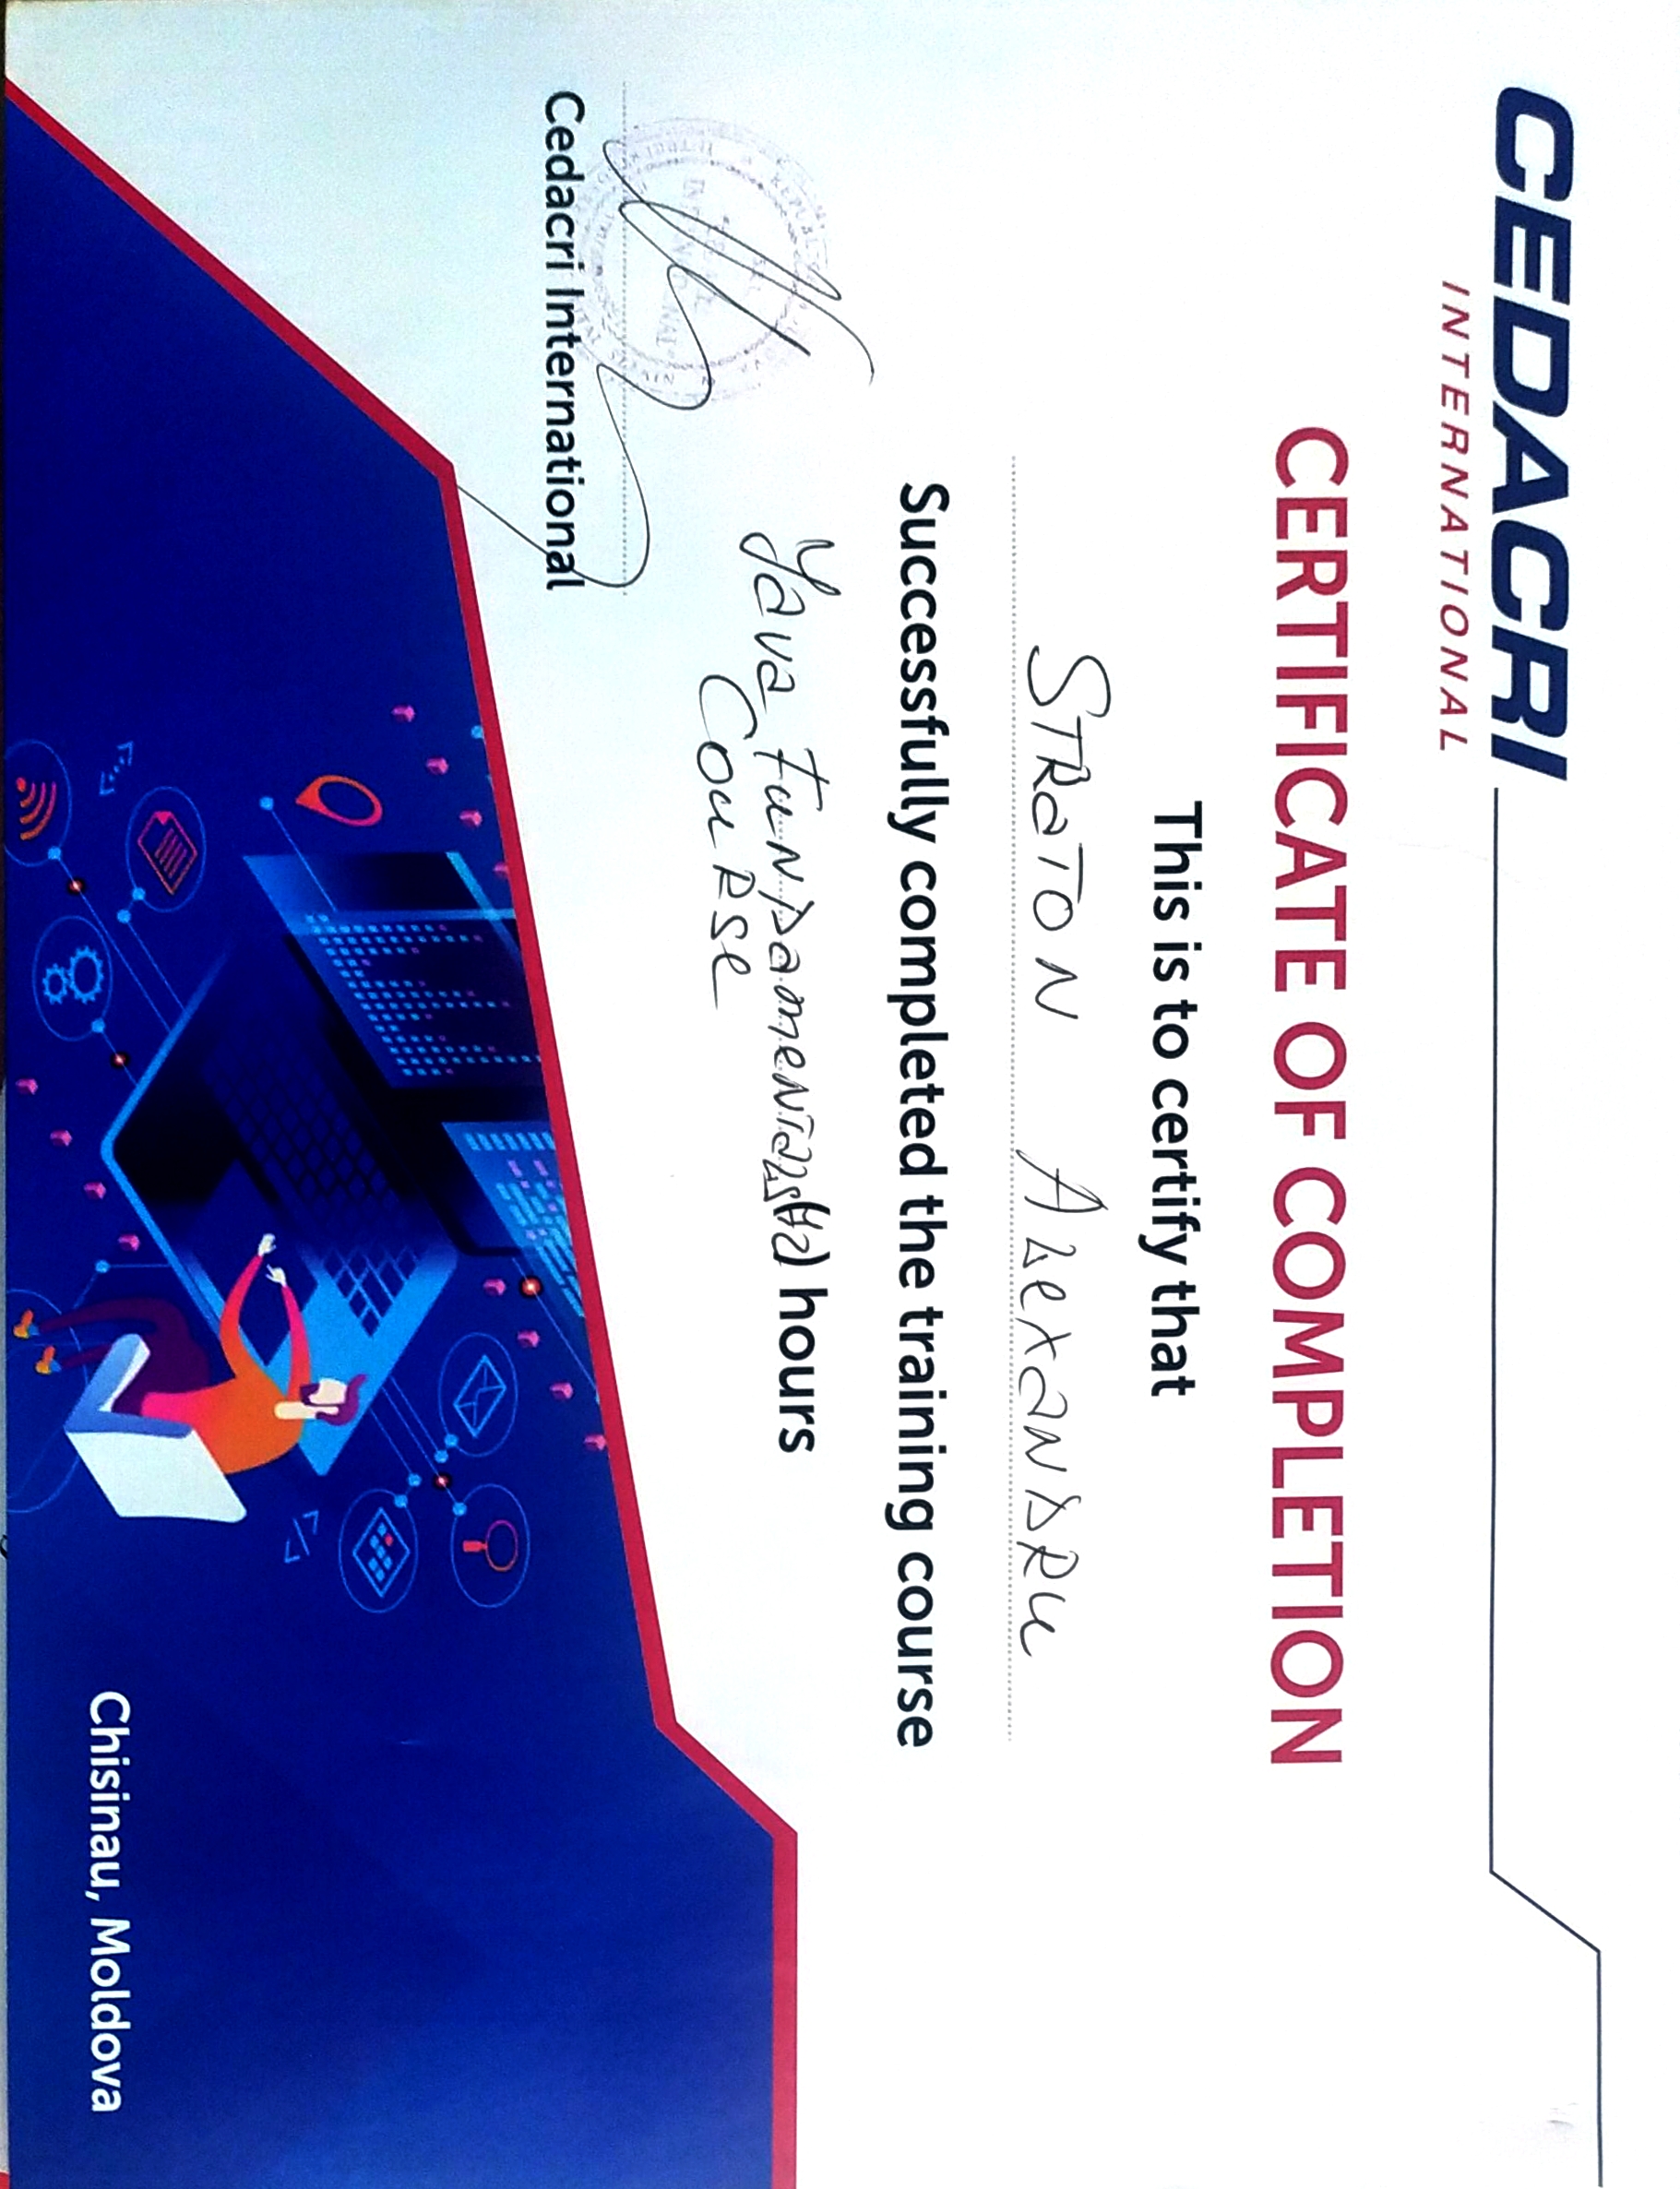 CEDACRI
INTERNATIONAL
CERTIFICATE OF COMPLETION
This is to certify that
STRATON ALEXANDRU
Successfully completed the training course
Java Fundamentals (42) hours
Course
Cedacri International
Chisinau, Moldova